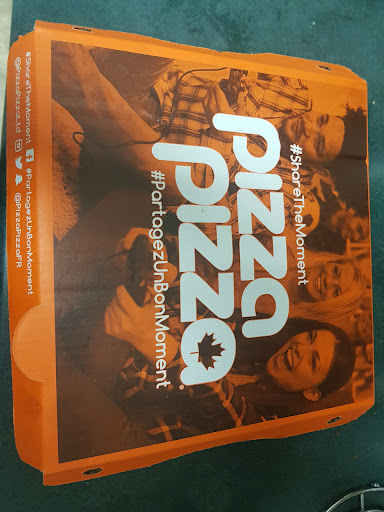 #ShareTheMoment
pizza
pizza
#PartagezUnBonMoment
#ShareTheMoment #PartagezUnBonMoment
@PizzaPizzaLtd @PizzaPizzaFR